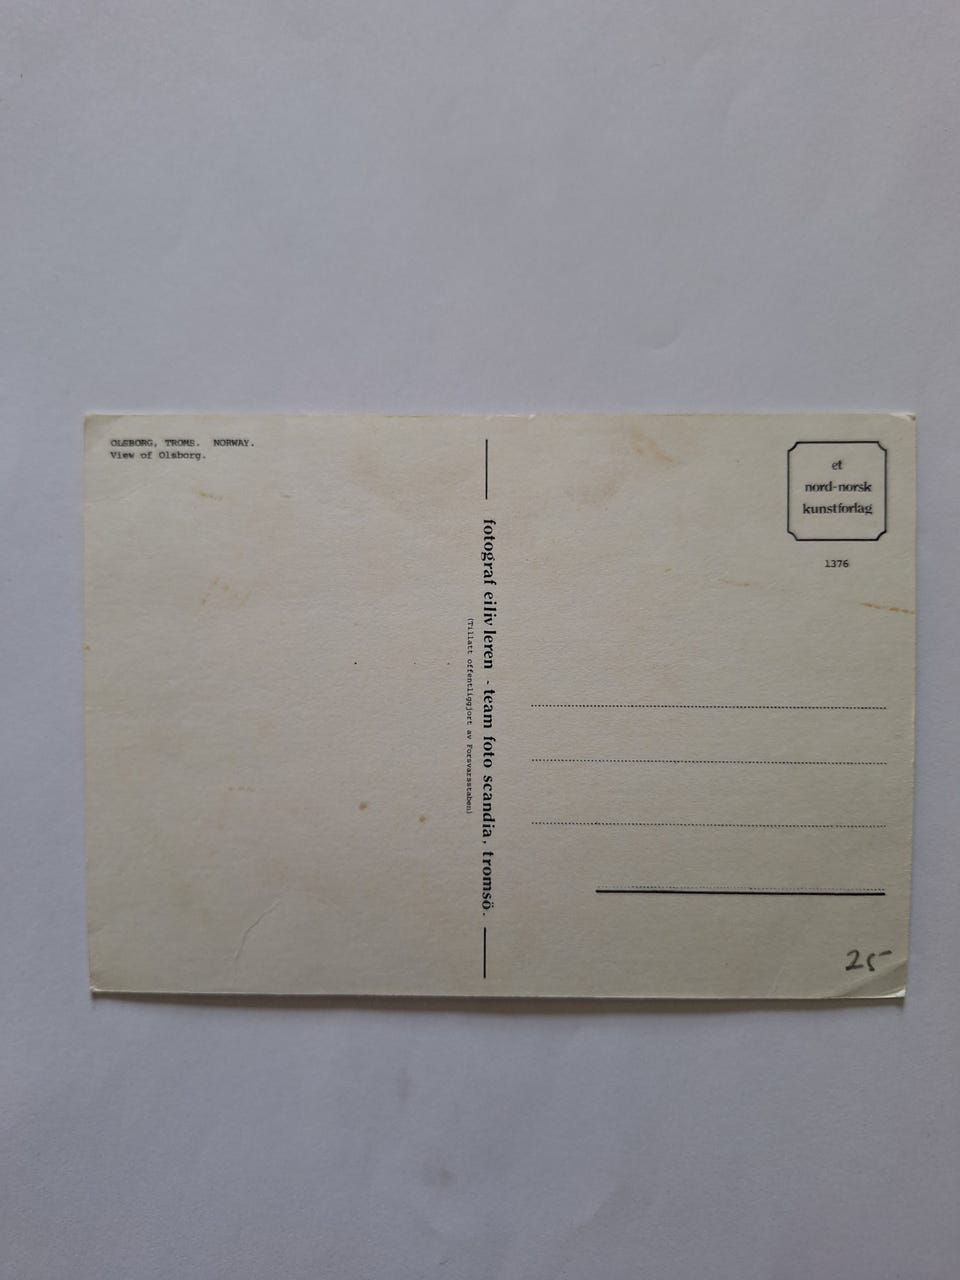 OLSBORG, TROMS. NORWAY.
View of Olsborg.
fotograf eiliv leren - team foto scandia, tromsö.
(Tillatt offentliggjort av Forsvarsstaben)
et
nord-norsk
kunstforlag
1376
25